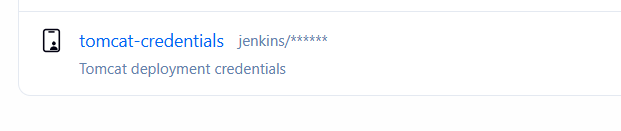 tomcat-credentials jenkins/******
Tomcat deployment credentials